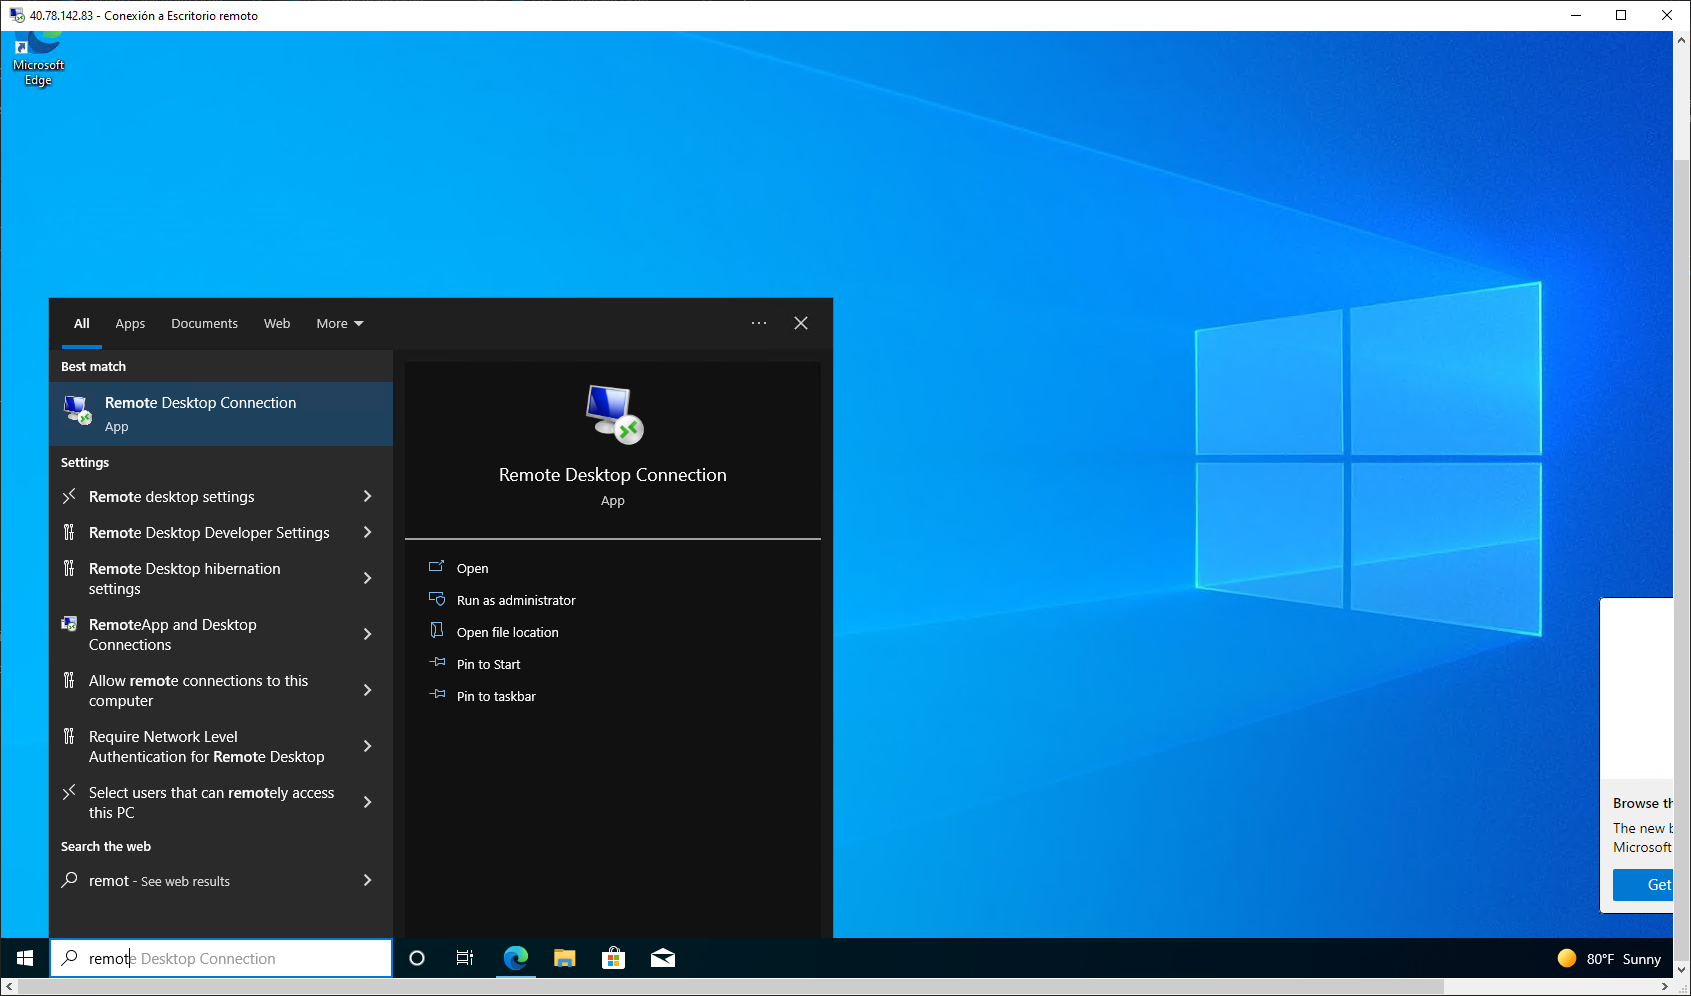 40.78.142.83 - Conexión a Escritorio remoto
Microsoft
Edge
All Apps Documents Web More
Best match
Remote Desktop Connection
App
Settings
Remote desktop settings
Remote Desktop Developer Settings
Remote Desktop hibernation
settings
RemoteApp and Desktop
Connections
Allow remote connections to this
computer
Require Network Level
Authentication for Remote Desktop
Select users that can remotely access
this PC
Search the web
remot - See web results
Remote Desktop Connection
App
Open
Run as administrator
Open file location
Pin to Start
Pin to taskbar
Browse th
The new b
Microsoft
Get
remote Desktop Connection
80°F Sunny